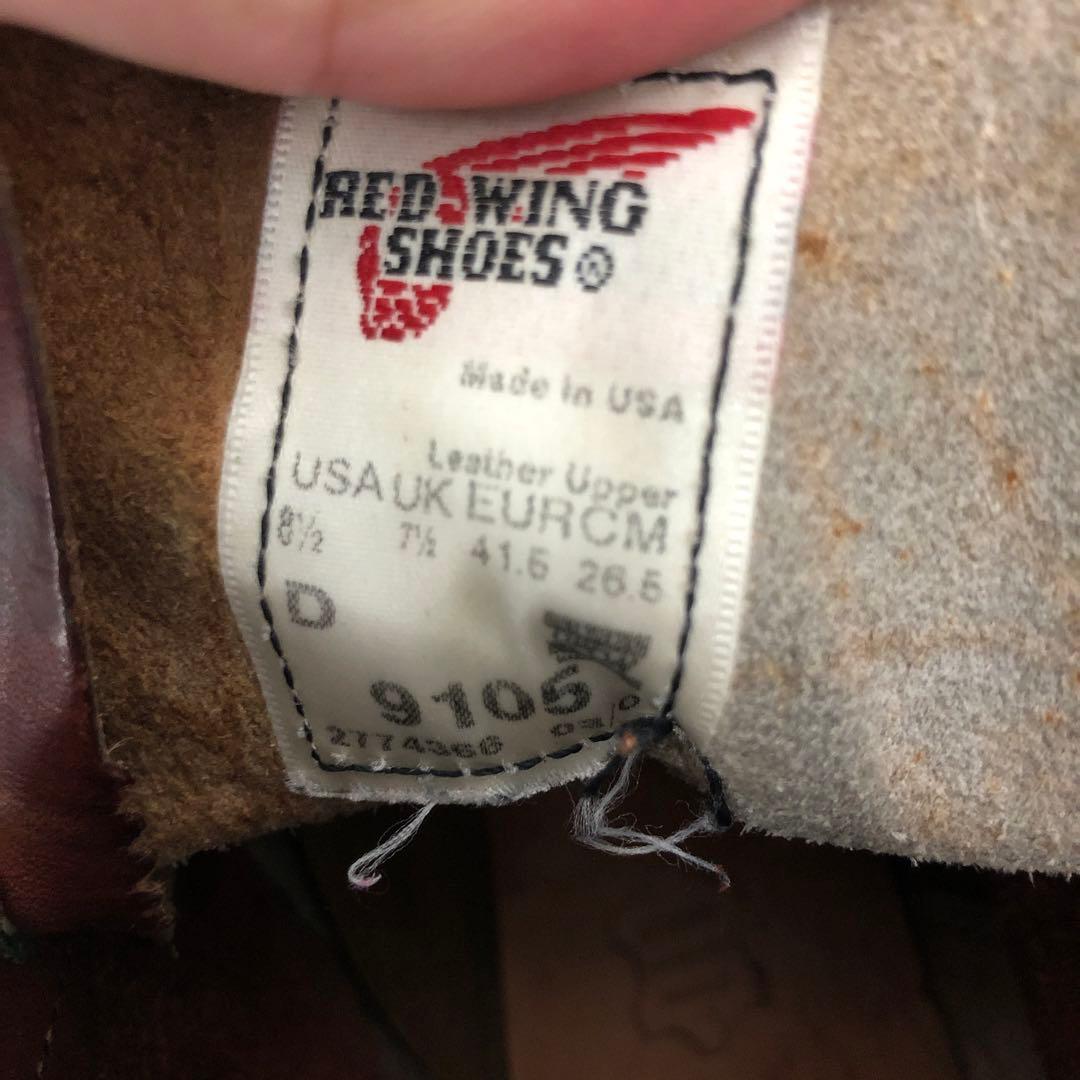 RED WING
SHOES®
Made in USA
Leather Upper
USA UK EUR CM
8½ 7½ 41.5 26.5
D
9105